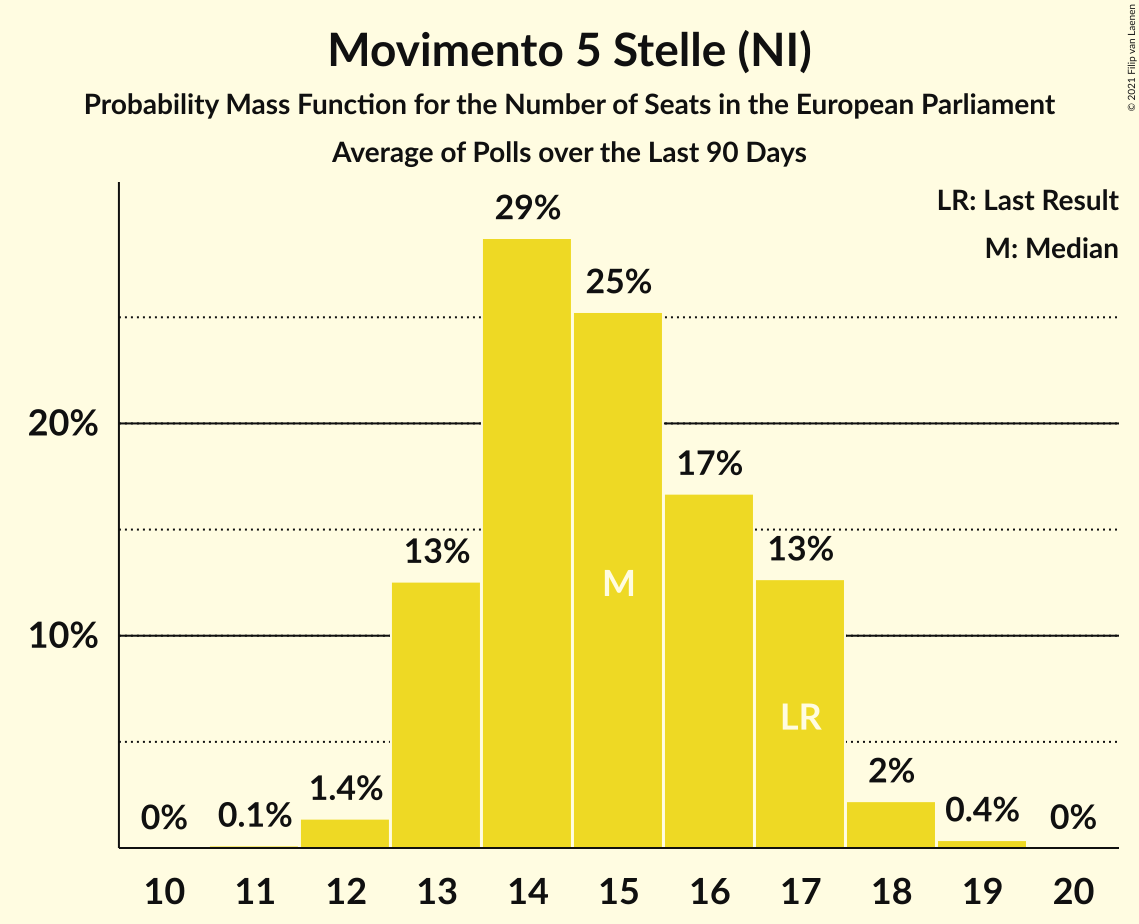 Movimento 5 Stelle (NI)
Probability Mass Function for the Number of Seats in the European Parliament
Average of Polls over the Last 90 Days
© 2021 Filip van Laenen
LR: Last Result
M: Median
29%
25%
20%
17%
13%
13%
M
10%
LR
2%
1.4%
0.4%
0.1%
0%
0%
10 11 12 13 14 15 16 17 18 19 20